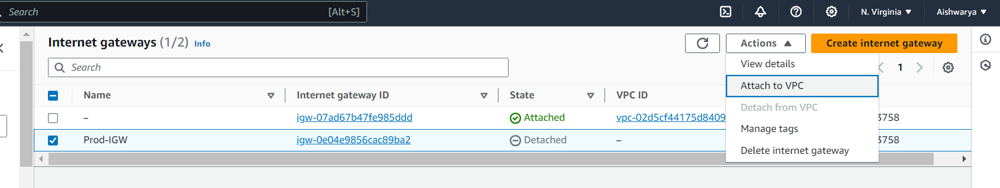 Search [Alt+S] N. Virginia Aishwarya
Internet gateways (1/2) Info Actions Create internet gateway
Search 1
View details
Attach to VPC
Detach from VPC
Manage tags
Delete internet gateway
Name Internet gateway ID State VPC ID
– igw-07ad67b47fe985ddd Attached vpc-02d5cf44175d8409 3758
Prod-IGW igw-0e04e9856cac89ba2 Detached – 3758